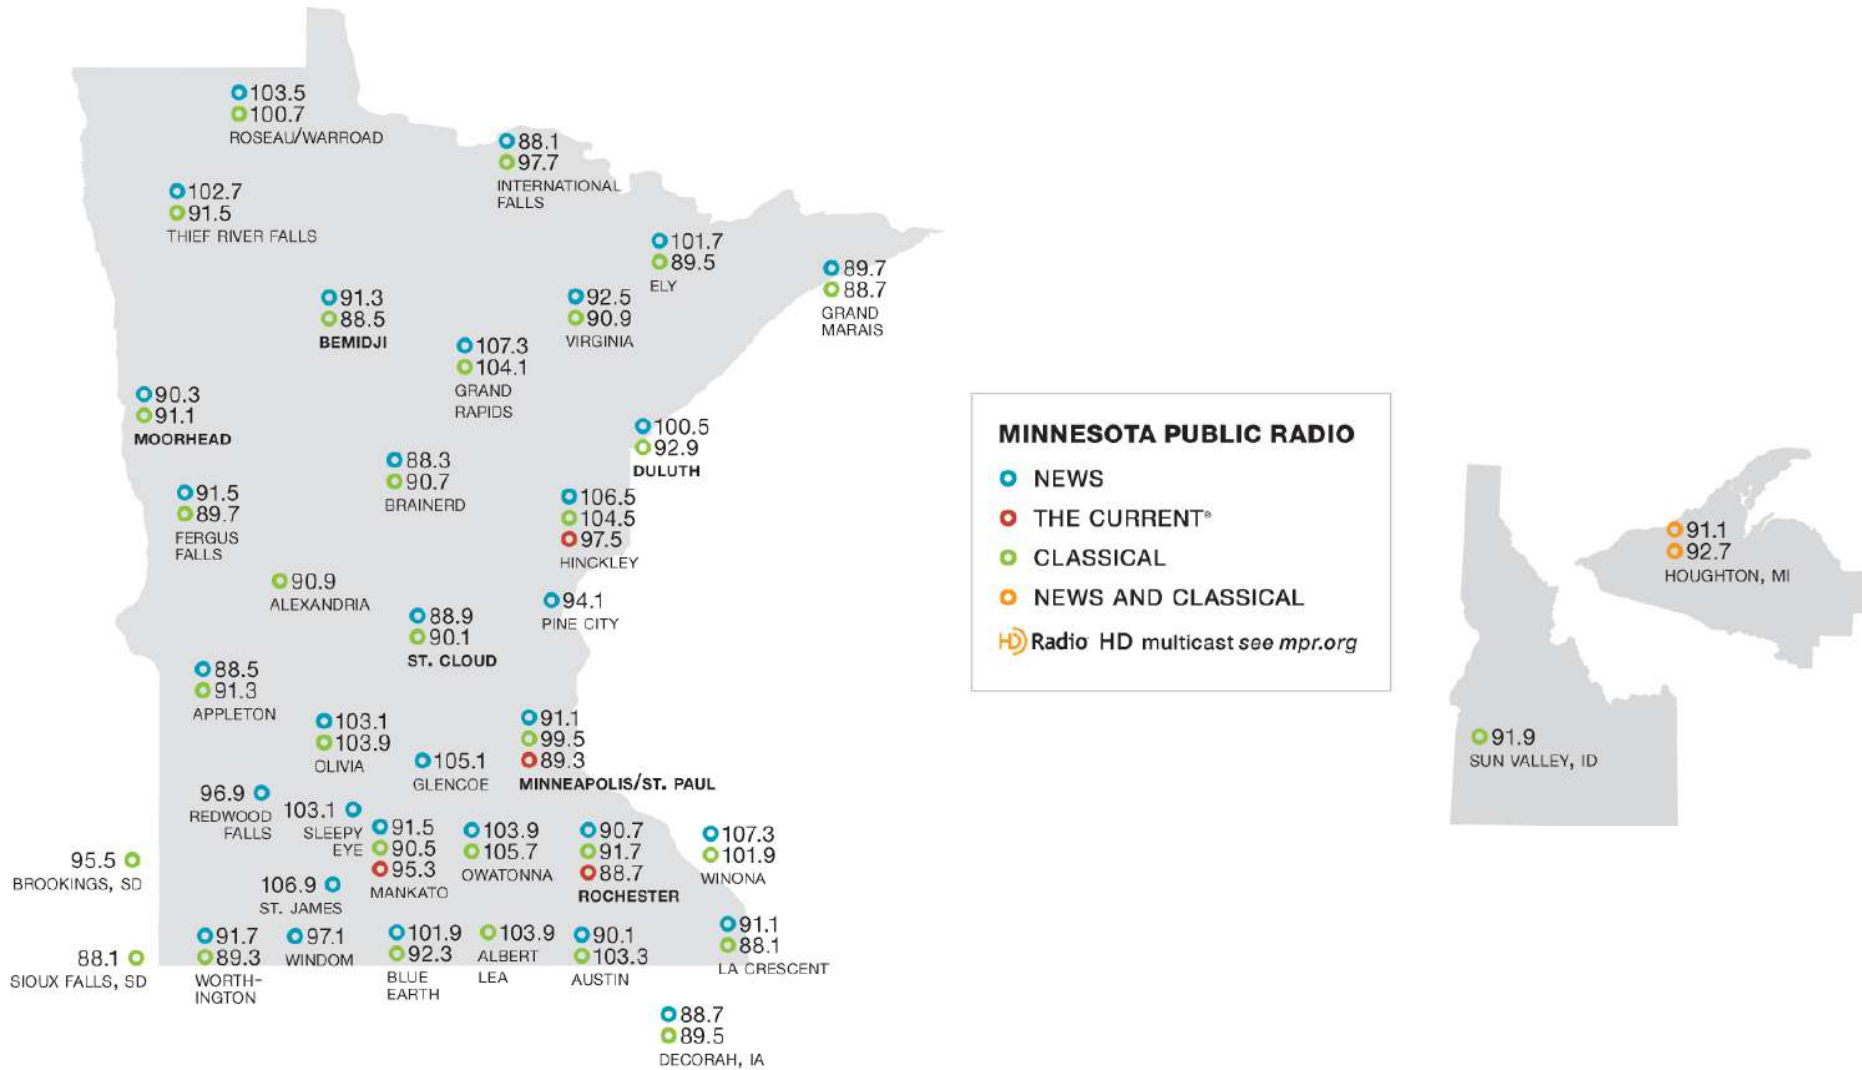 103.5
100.7
ROSEAU/WARROAD
88.1
97.7
INTERNATIONAL
FALLS
102.7
91.5
THIEF RIVER FALLS
101.7
89.5
ELY
89.7
88.7
GRAND
MARAIS
91.3
88.5
BEMIDJI
92.5
90.9
VIRGINIA
107.3
104.1
GRAND
RAPIDS
90.3
91.1
MOORHEAD
100.5
92.9
DULUTH
88.3
90.7
BRAINERD
91.5
89.7
FERGUS
FALLS
106.5
104.5
97.5
HINCKLEY
90.9
ALEXANDRIA
94.1
PINE CITY
88.9
90.1
ST. CLOUD
88.5
91.3
APPLETON
103.1
103.9
OLIVIA
105.1
GLENCOE
91.1
99.5
89.3
MINNEAPOLIS/ST. PAUL
96.9
REDWOOD
FALLS
103.1
SLEEPY
EYE
91.5
90.5
95.3
MANKATO
103.9
105.7
OWATONNA
90.7
91.7
88.7
ROCHESTER
107.3
101.9
WINONA
95.5
BROOKINGS, SD
106.9
ST. JAMES
88.1
SIOUX FALLS, SD
91.7
89.3
WORTH-
INGTON
97.1
WINDOM
101.9
92.3
BLUE
EARTH
103.9
ALBERT
LEA
90.1
103.3
AUSTIN
91.1
88.1
LA CRESCENT
88.7
89.5
DECORAH, IA
MINNESOTA PUBLIC RADIO
NEWS
THE CURRENT®
CLASSICAL
NEWS AND CLASSICAL
HD Radio HD multicast see mpr.org
91.1
92.7
HOUGHTON, MI
91.9
SUN VALLEY, ID